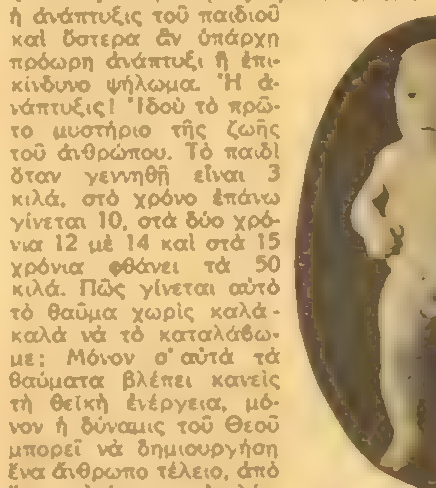 ἡ ἀνάπτυξις τοῦ παιδιοῦ
καὶ ὕστερα ἂν ὑπάρχη
πρόωρη ἀνάπτυξι ἢ ἐπι-
κίνδυνο ψήλωμα. Ἡ ἀ-
νάπτυξις! Ἰδοὺ τὸ πρῶ-
το μυστήριο τῆς ζωῆς
τοῦ ἀνθρώπου. Τὸ παιδὶ
ὅταν γεννηθῆ εἶναι 3
κιλά, στὸ χρόνο ἐπάνω
γίνεται 10, στὰ δύο χρό-
νια 12 μὲ 14 καὶ στὰ 15
χρόνια φθάνει τὰ 50
κιλά. Πῶς γίνεται αὐτὸ
τὸ θαῦμα χωρὶς καλὰ-
καλὰ νὰ τὸ καταλάβω-
με; Μόνον σ' αὐτὰ τὰ
θαύματα βλέπει κανεὶς
τὴ θεϊκὴ ἐνέργεια, μό-
νον ἡ δύναμις τοῦ Θεοῦ
μπορεῖ νὰ δημιουργήση
ἕνα ἄνθρωπο τέλειο, ἀπὸ